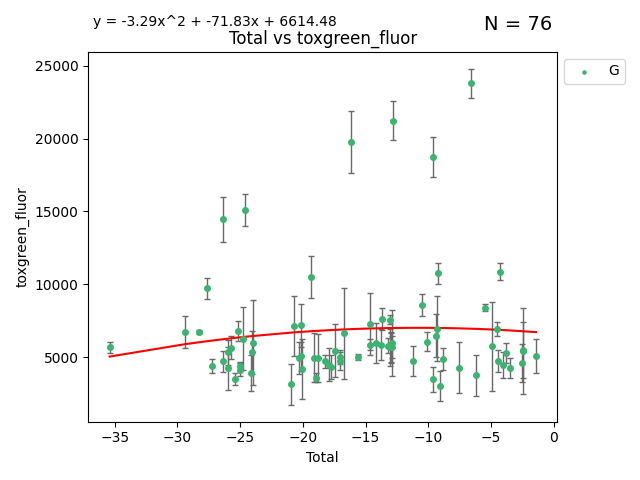 y = -3.29x^2 + -71.83x + 6614.48
N = 76
Total vs toxgreen_fluor
G
toxgreen_fluor
25000
20000
15000
10000
5000
−35 −30 −25 −20 −15 −10 −5 0
Total